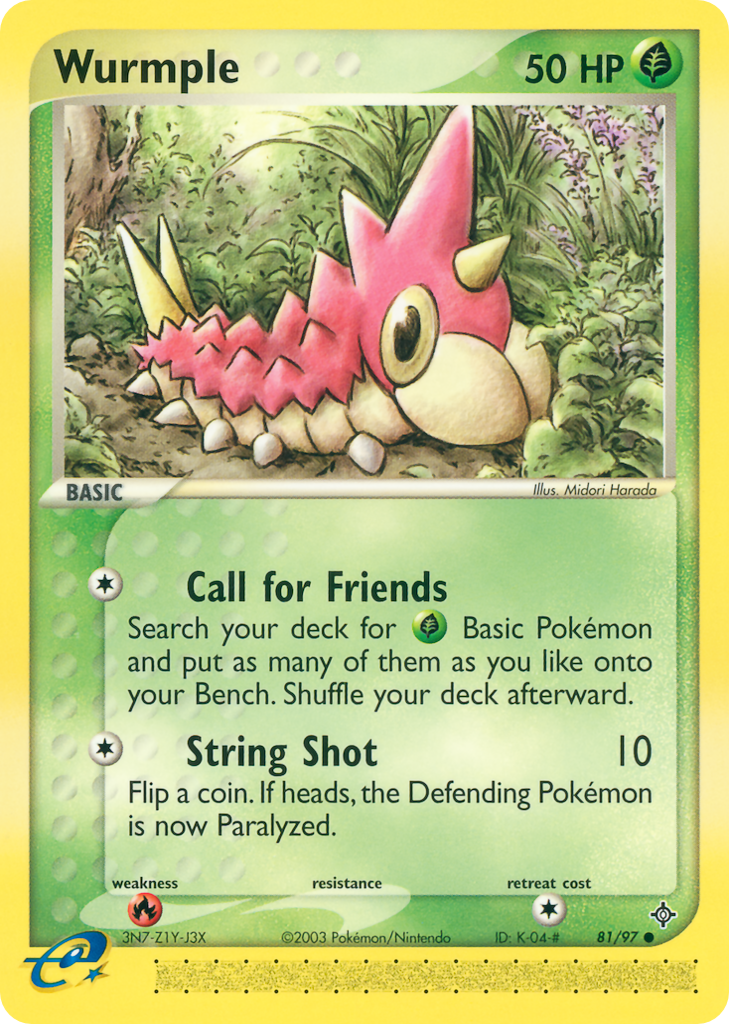 Wurmple 50 HP
BASIC Illus. Midori Harada
Call for Friends
Search your deck for Basic Pokémon
and put as many of them as you like onto
your Bench. Shuffle your deck afterward.
String Shot 10
Flip a coin. If heads, the Defending Pokémon
is now Paralyzed.
weakness resistance retreat cost
3N7-Z1Y-J3X ©2003 Pokémon/Nintendo ID: K-04-# 81/97
e